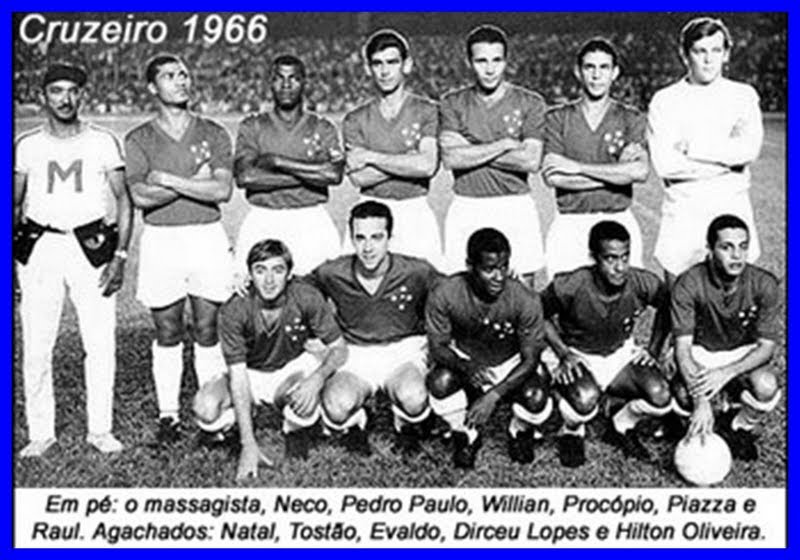 Cruzeiro 1966
M
Em pé: o massagista, Neco, Pedro Paulo, Willian, Procópio, Piazza e
Raul. Agachados: Natal, Tostão, Evaldo, Dirceu Lopes e Hilton Oliveira.